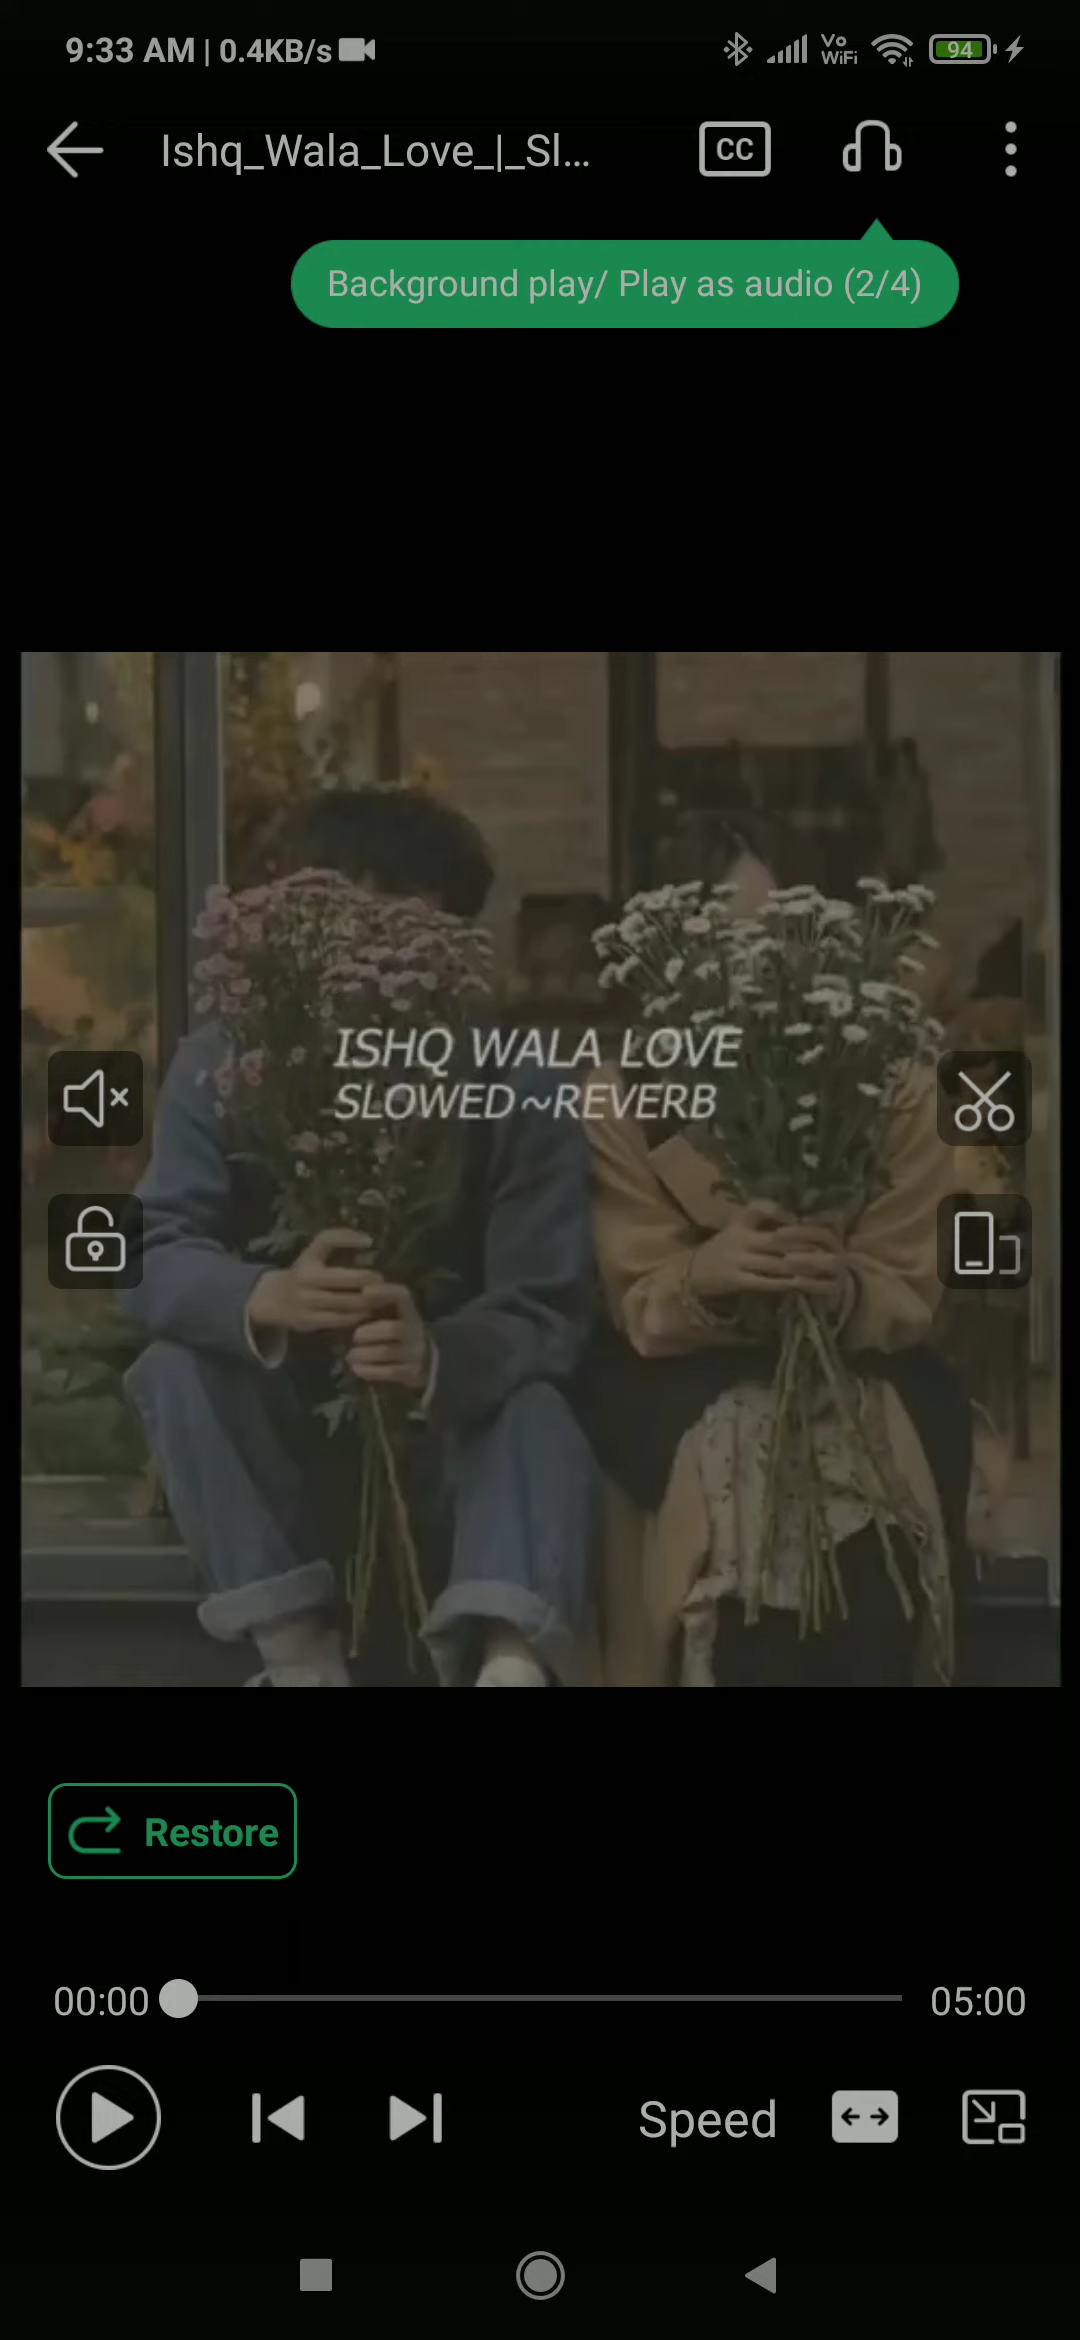 9:33 AM | 0.4KB/s
Vo
WiFi
94
Ishq_Wala_Love_|_Sl...
CC
Background play/ Play as audio (2/4)
ISHQ WALA LOVE
SLOWED~REVERB
Restore
00:00
05:00
Speed